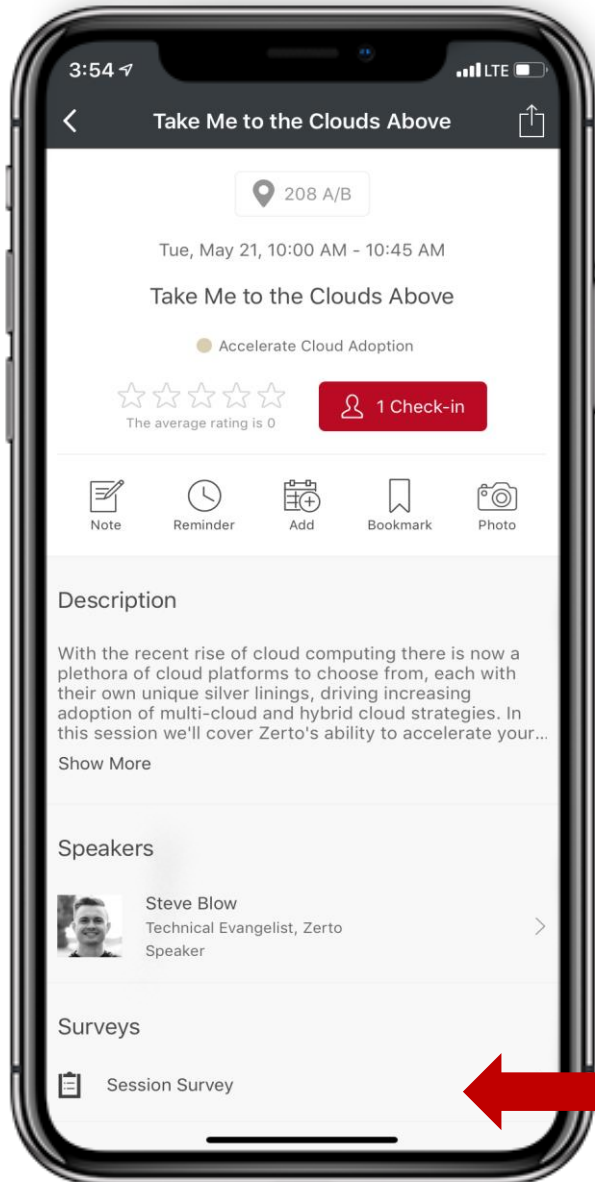 3:54
LTE
Take Me to the Clouds Above
208 A/B
Tue, May 21, 10:00 AM - 10:45 AM
Take Me to the Clouds Above
Accelerate Cloud Adoption
The average rating is 0
1 Check-in
Note
Reminder
Add
Bookmark
Photo
Description
With the recent rise of cloud computing there is now a
plethora of cloud platforms to choose from, each with
their own unique silver linings, driving increasing
adoption of multi-cloud and hybrid cloud strategies. In
this session we'll cover Zerto's ability to accelerate your...
Show More
Speakers
Steve Blow
Technical Evangelist, Zerto
Speaker
Surveys
Session Survey